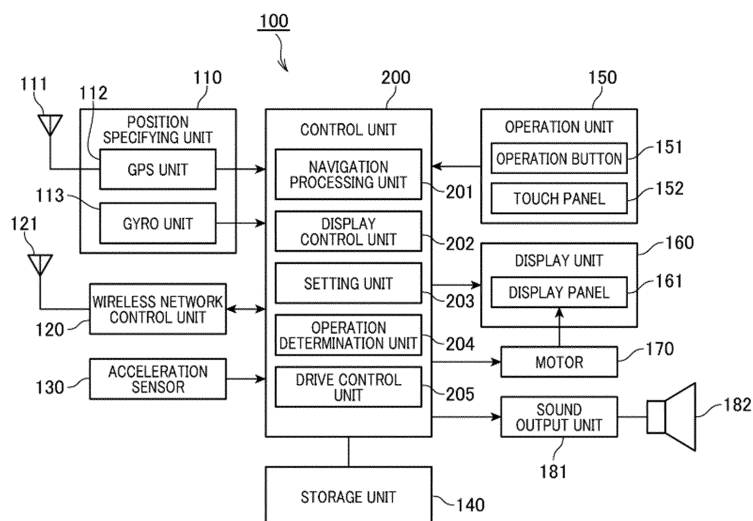 100
111
112
110
200
150
POSITION
SPECIFYING UNIT
GPS UNIT
113
GYRO UNIT
CONTROL UNIT
NAVIGATION
PROCESSING UNIT
201
DISPLAY
CONTROL UNIT
202
SETTING UNIT
203
OPERATION
DETERMINATION UNIT
204
DRIVE CONTROL
UNIT
205
OPERATION UNIT
OPERATION BUTTON
151
TOUCH PANEL
152
121
WIRELESS NETWORK
CONTROL UNIT
120
ACCELERATION
SENSOR
130
160
DISPLAY UNIT
DISPLAY PANEL
161
MOTOR
170
SOUND
OUTPUT UNIT
181
182
STORAGE UNIT
140